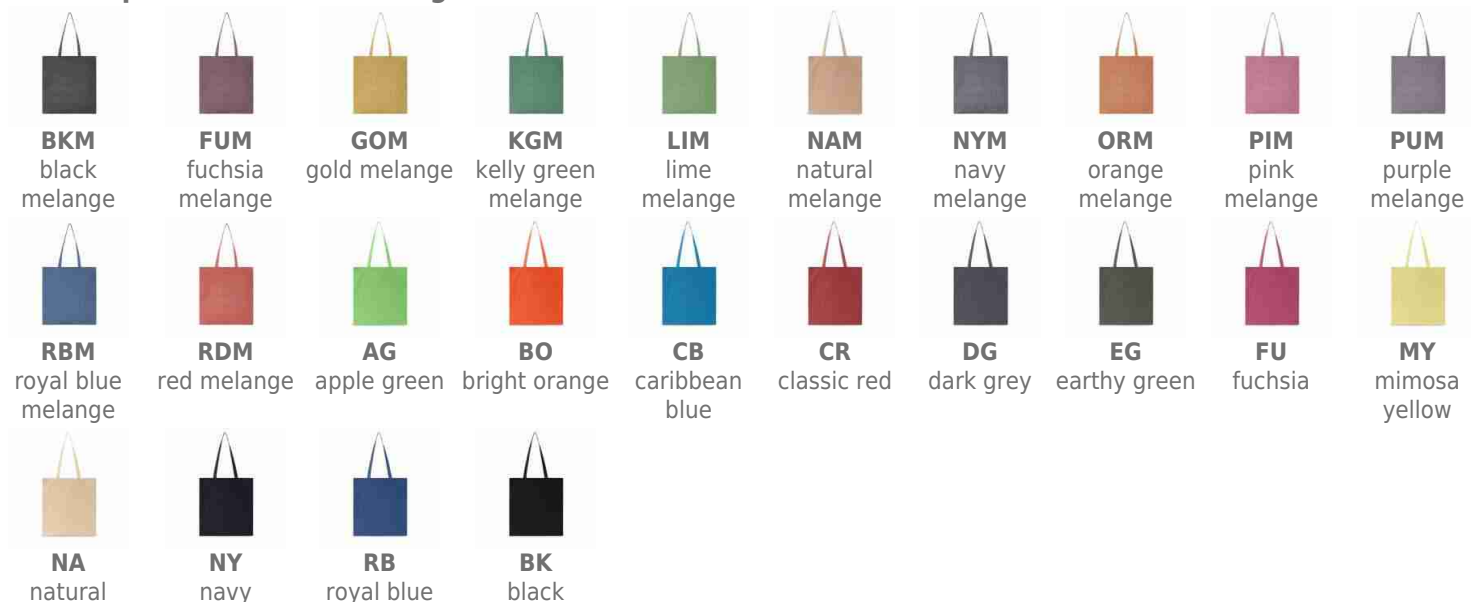 BKM FUM GOM KGM LIM NAM NYM ORM PIM PUM
black fuchsia gold melange kelly green lime natural navy orange pink purple
melange melange melange melange melange melange melange melange melange
RBM RDM AG BO CB CR DG EG FU MY
royal blue red melange apple green bright orange caribbean classic red dark grey earthy green fuchsia mimosa
melange blue yellow
NA NY RB BK
natural navy royal blue black